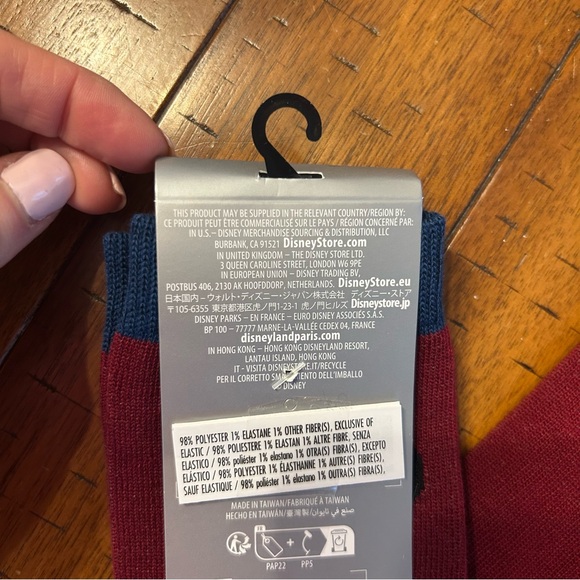 THIS PRODUCT MAY BE SUPPLIED IN THE RELEVANT COUNTRY/REGION BY:
CE PRODUIT PEUT ÊTRE COMMERCIALISÉ SUR LE PAYS / RÉGION CONCERNÉ PAR:
IN U.S. – DISNEY MERCHANDISE SOURCING & DISTRIBUTION, LLC
BURBANK, CA 91521 DisneyStore.com
IN UNITED KINGDOM – THE DISNEY STORE LTD.
3 QUEEN CAROLINE STREET, LONDON W6 9PE
IN EUROPEAN UNION – DISNEY TRADING BV,
POSTBUS 406, 2130 AK HOOFDDORP, NETHERLANDS. DisneyStore.eu
日本国内–ウォルト・ディズニー・ジャパン株式会社 ディズニーストア
〒105-6355 東京都港区虎ノ門1-23-1 虎ノ門ヒルズ Disneystore.jp
DISNEY PARKS – EN FRANCE – EURO DISNEY ASSOCIÉS S.A.S.
BP 100 – 77777 MARNE-LA-VALLÉE CEDEX 04, FRANCE
disneylandparis.com
IN HONG KONG – HONG KONG DISNEYLAND RESORT,
LANTAU ISLAND, HONG KONG
IT - VISITA DISNEY.IT/RECYCLE
PER IL CORRETTO SMALTIMENTO DELL'IMBALLO
DISNEY
98% POLYESTER 1% ELASTANE 1% OTHER FIBER(S), EXCLUSIVE OF
ELASTIC / 98% POLIESTERE 1% ELASTAN 1% ALTRE FIBRE, SENZA
ELASTICO / 98% poliéster 1% elastano 1% OTRA(S) FIBRA(S), EXCEPTO
ELÁSTICO / 98% POLYESTER 1% ÉLASTHANNE 1% AUTRE(S) FIBRE(S),
SAUF ELASTIQUE / 98% poliéster 1% elastano 1% OUTRA(S) FIBRA(S),
MADE IN TAIWAN/FABRIQUÉ À TAIWAN
HECHO EN TAIWÁN/臺灣製/صنع في تايوان
18 + PP5
PAP22